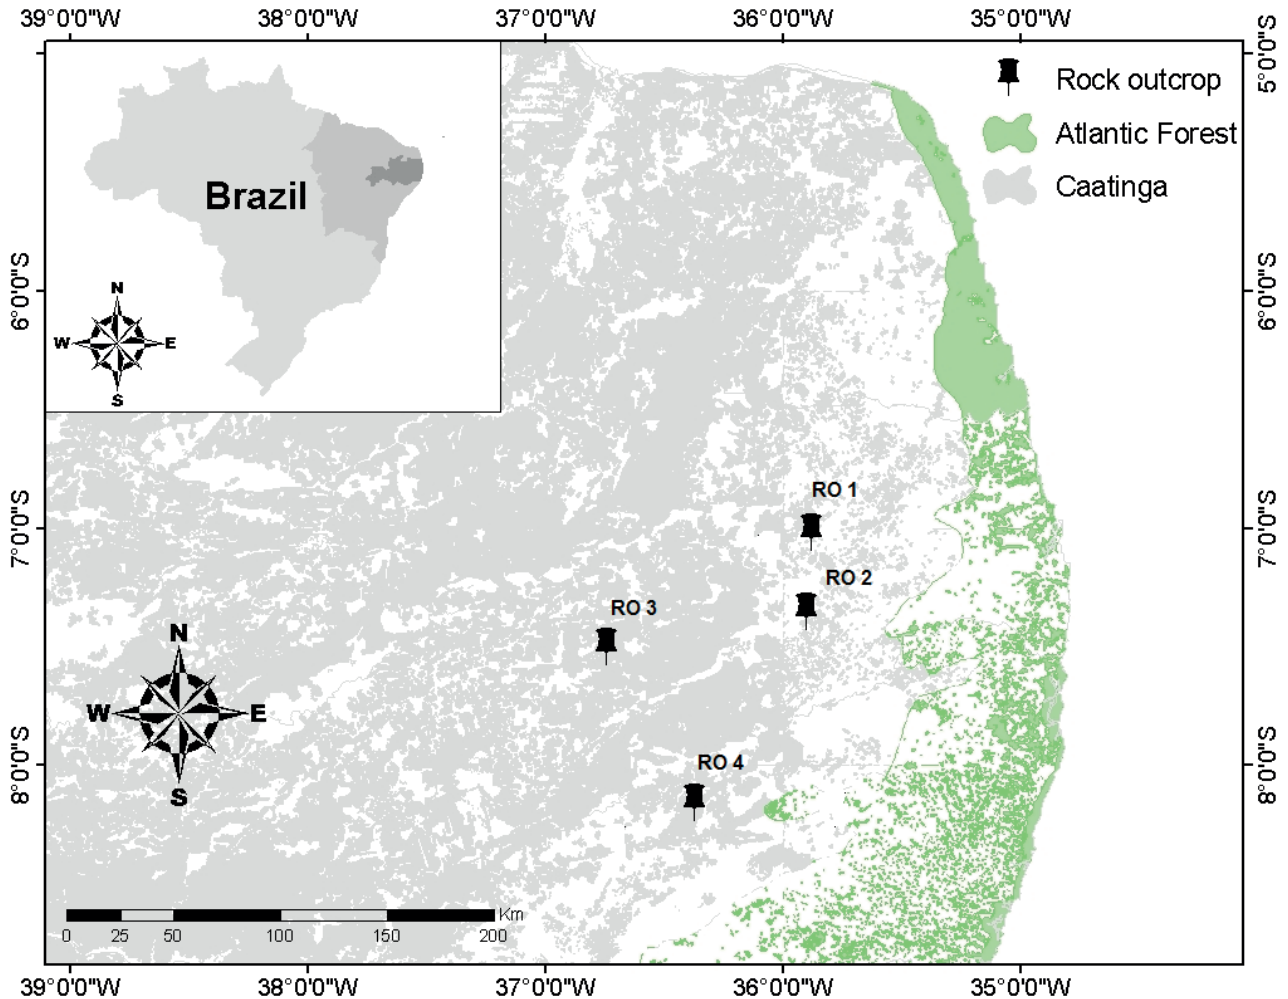 39°0'0"W 38°0'0"W 37°0'0"W 36°0'0"W 35°0'0"W
5°0'0"S
Rock outcrop
Atlantic Forest
Caatinga
Brazil
N
W E
S
6°0'0"S 6°0'0"S
RO 1
7°0'0"S 7°0'0"S
RO 2
RO 3
N
W E
S
RO 4
8°0'0"S 8°0'0"S
Km
0 25 50 100 150 200
39°0'0"W 38°0'0"W 37°0'0"W 36°0'0"W 35°0'0"W